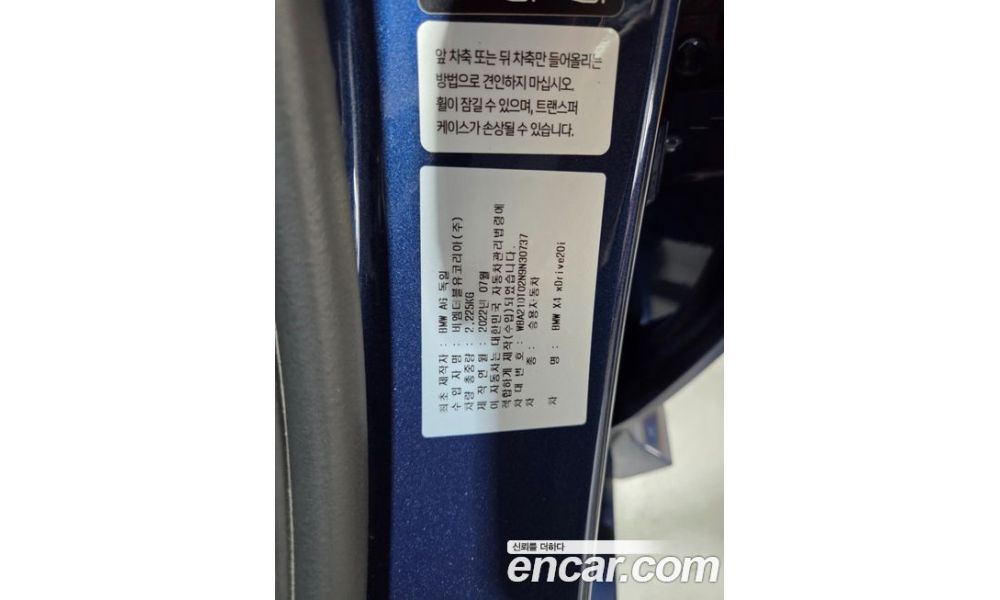 앞 차축 또는 뒤 차축만 들어올리는
방법으로 견인하지 마십시오.
휠이 잠길 수 있으며, 트랜스퍼
케이스가 손상될 수 있습니다.
최초 제작자 : BMW AG 독일
수 입 자 명 : 비엠더블유코리아(주)
차량 총중량 : 2,225KG
제 작 연 월 : 2022년 07월
이 자동차는 대한민국 자동차관리법령에
적합하게 제작(수입)되었습니다.
차 대 번 호 : WBA21DT02N9N30737
차 종 : 승용자동차
차 명 : BMW X4 xDrive20i
신뢰를 더하다
encar.com